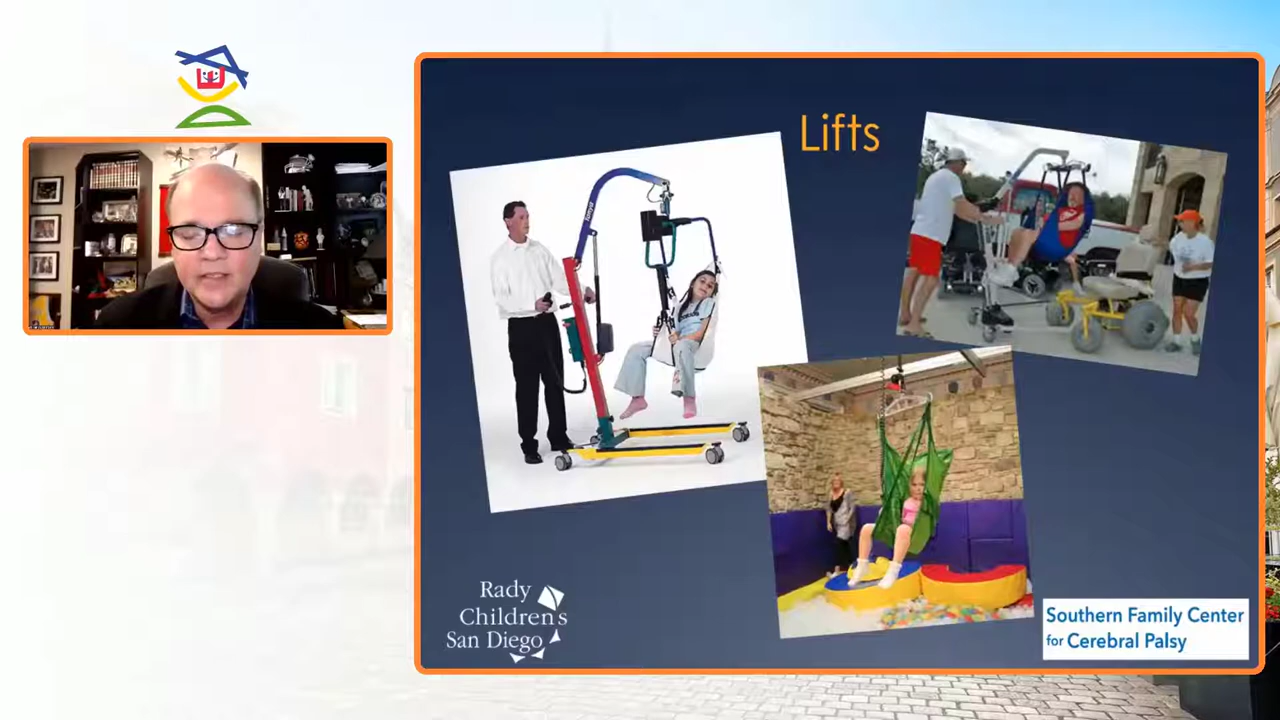 Lifts
Rady
Children's
San Diego
Southern Family Center
for Cerebral Palsy